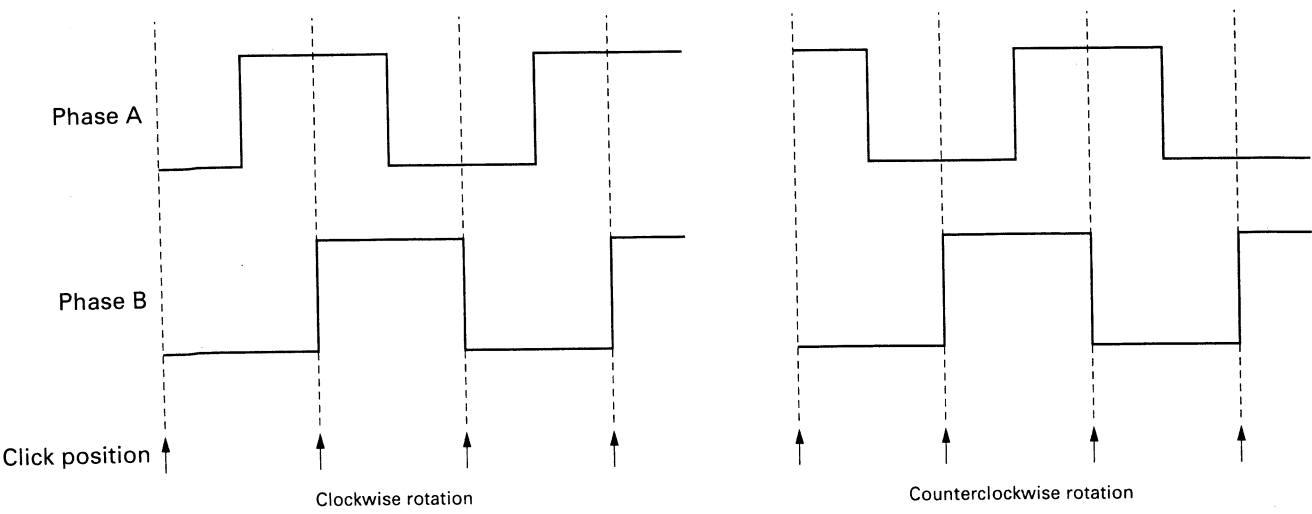 Phase A
Phase B
Click position
Clockwise rotation
Counterclockwise rotation